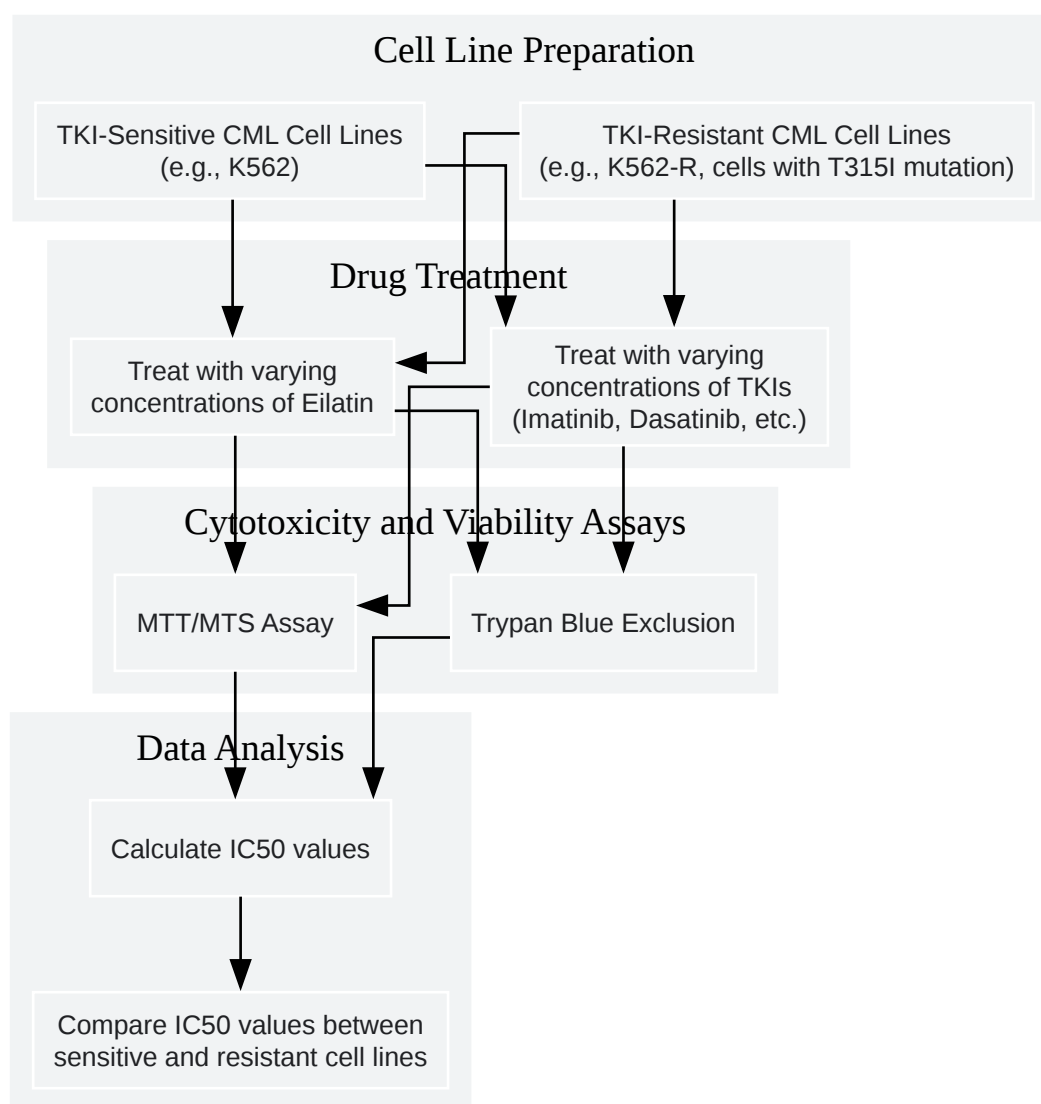 Cell Line Preparation
TKI-Sensitive CML Cell Lines
(e.g., K562)
TKI-Resistant CML Cell Lines
(e.g., K562-R, cells with T315I mutation)
Drug Treatment
Treat with varying
concentrations of Eilatin
Treat with varying
concentrations of TKIs
(Imatinib, Dasatinib, etc.)
Cytotoxicity and Viability Assays
MTT/MTS Assay
Trypan Blue Exclusion
Data Analysis
Calculate IC50 values
Compare IC50 values between
sensitive and resistant cell lines